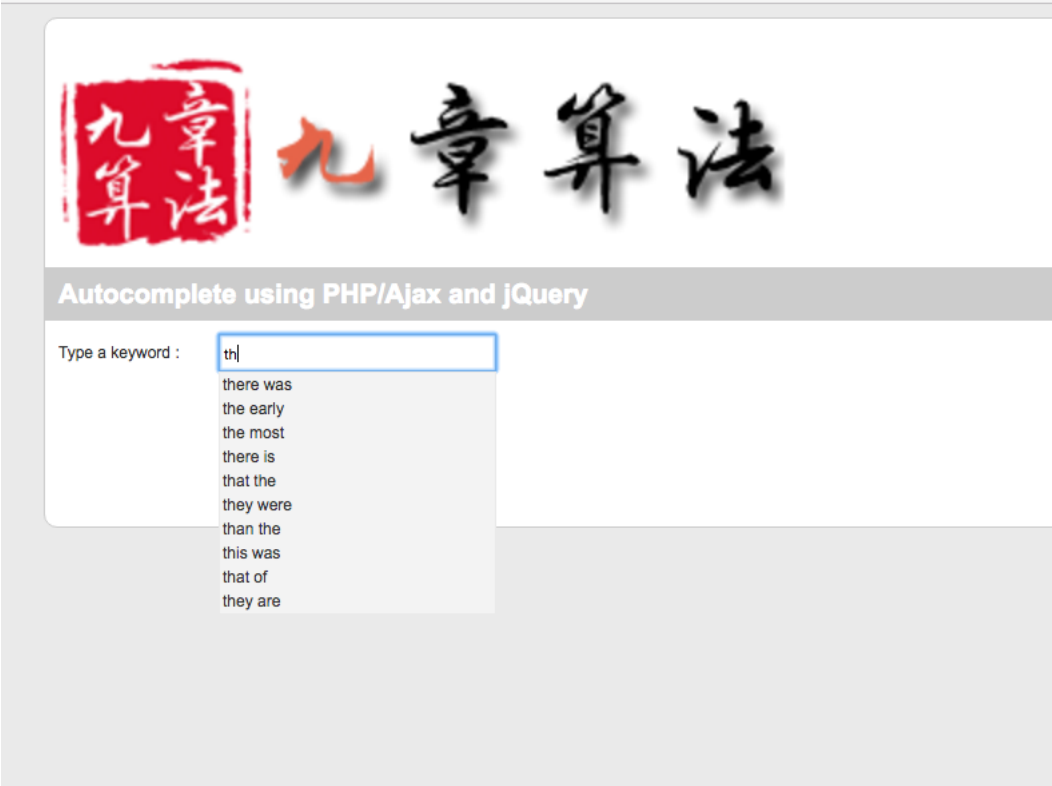 九章
算法
九章算法
Autocomplete using PHP/Ajax and jQuery
Type a keyword : th
there was
the early
the most
there is
that the
they were
than the
this was
that of
they are